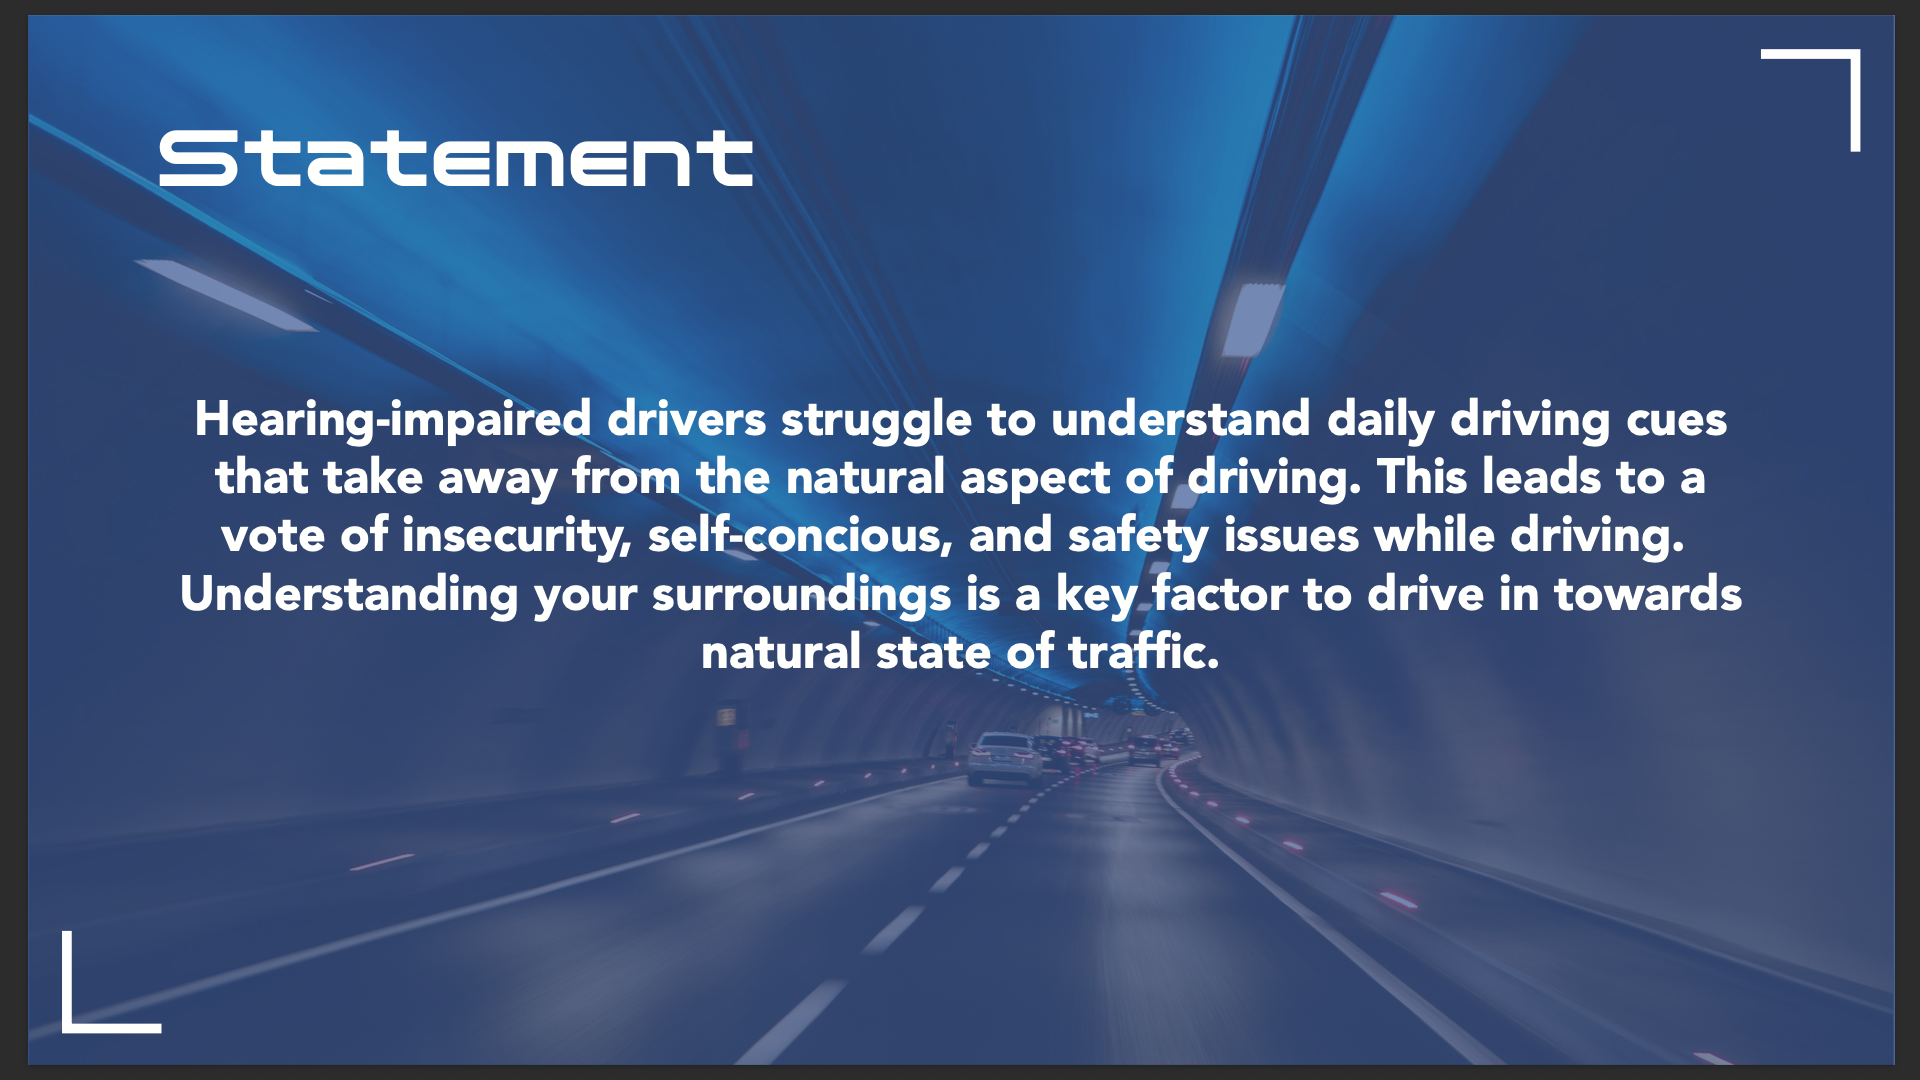 Statement
Hearing-impaired drivers struggle to understand daily driving cues
that take away from the natural aspect of driving. This leads to a
vote of insecurity, self-concious, and safety issues while driving.
Understanding your surroundings is a key factor to drive in towards
natural state of traffic.